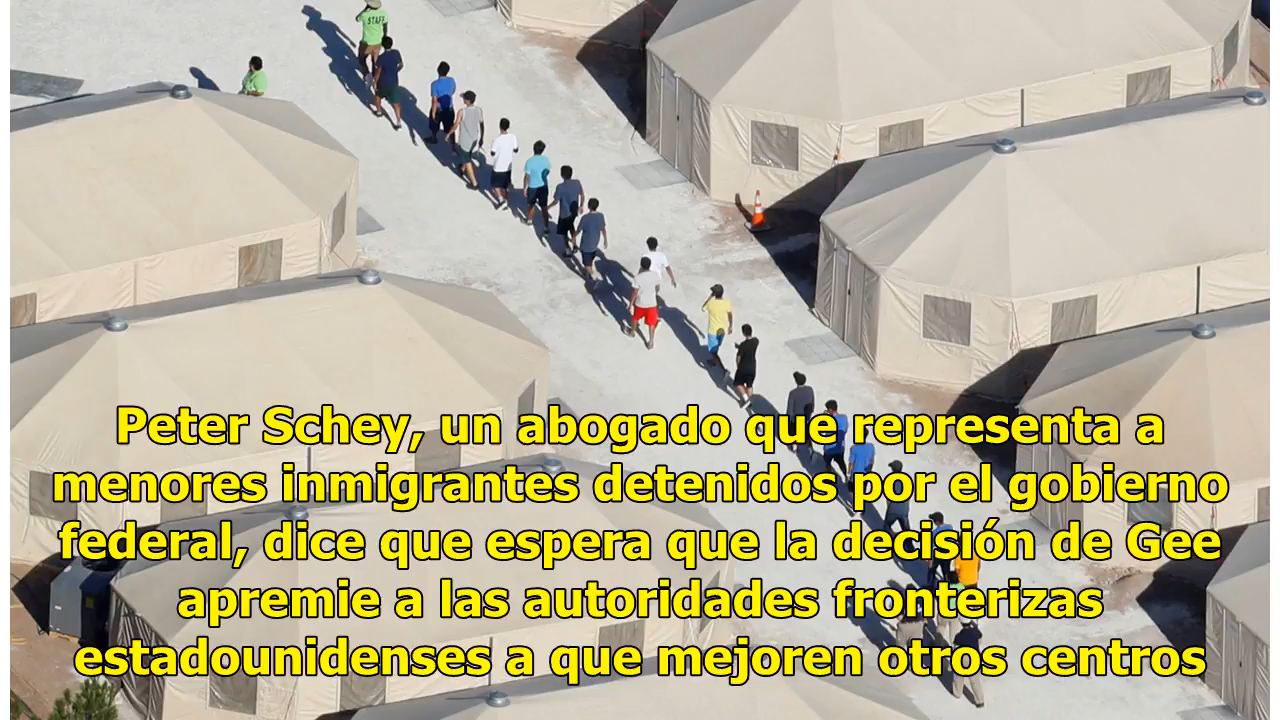 STAFF
Peter Schey, un abogado que representa a
menores inmigrantes detenidos por el gobierno
federal, dice que espera que la decisión de Gee
apremie a las autoridades fronterizas
estadounidenses a que mejoren otros centros